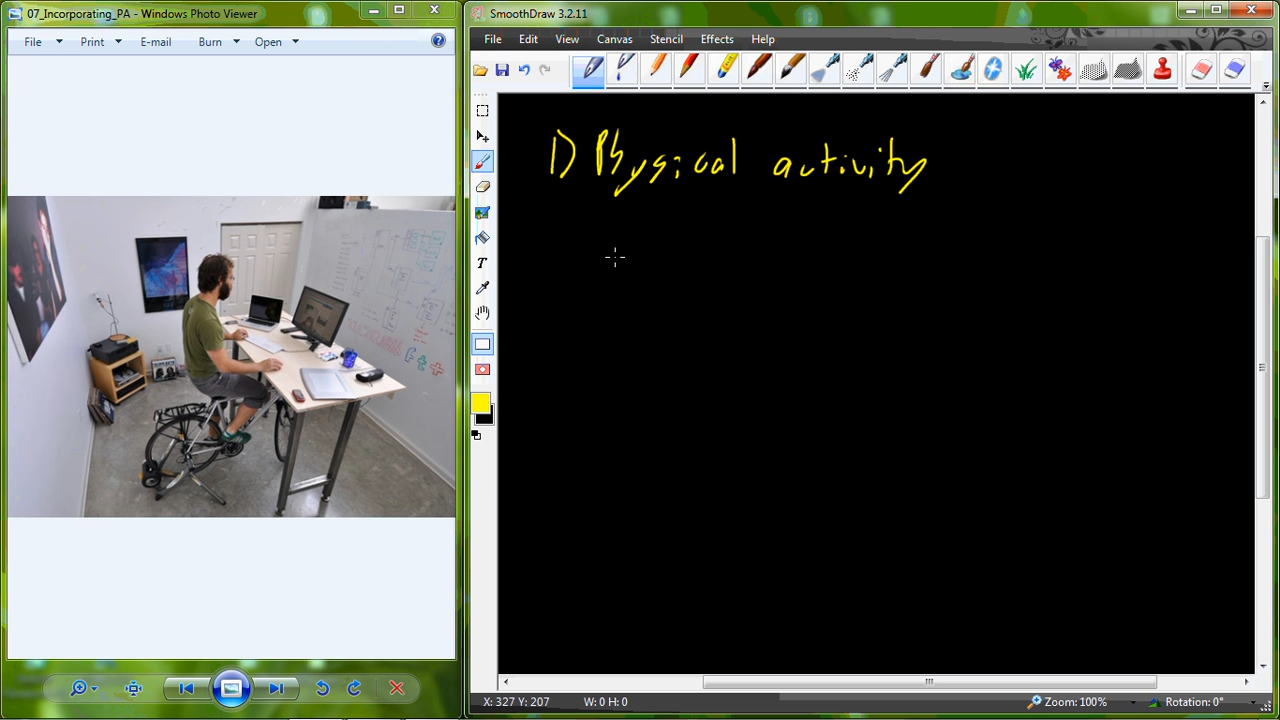 07_Incorporating_PA - Windows Photo Viewer
File Print E-mail Burn Open
SmoothDraw 3.2.11
File Edit View Canvas Stencil Effects Help
1) Physical activity
X: 327 Y: 207 W: 0 H: 0 Zoom: 100% Rotation: 0°